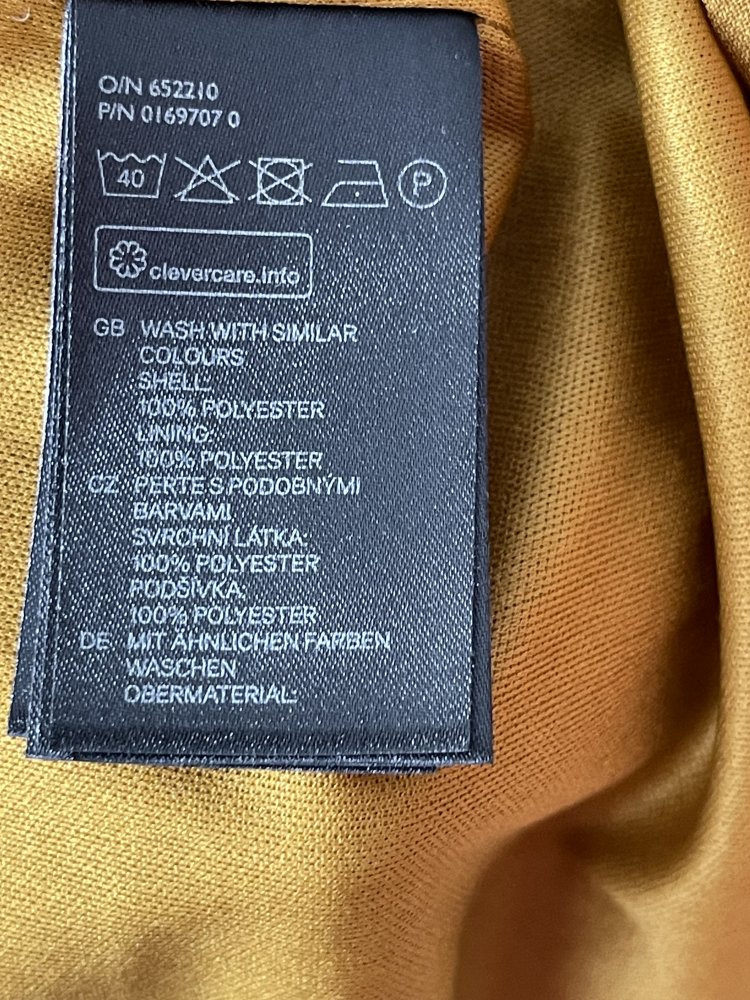 O/N 652210
P/N 0169707 0
40 P
clevercare.info
GB WASH WITH SIMILAR
COLOURS
SHELL:
100% POLYESTER
LINING:
100% POLYESTER
CZ PERTE S PODOBNÝMI
BARVAMI
SVRCHNÍ LÁTKA:
100% POLYESTER
PODŠÍVKA:
100% POLYESTER
DE MIT ÄHNLICHEN FARBEN
WASCHEN
OBERMATERIAL: